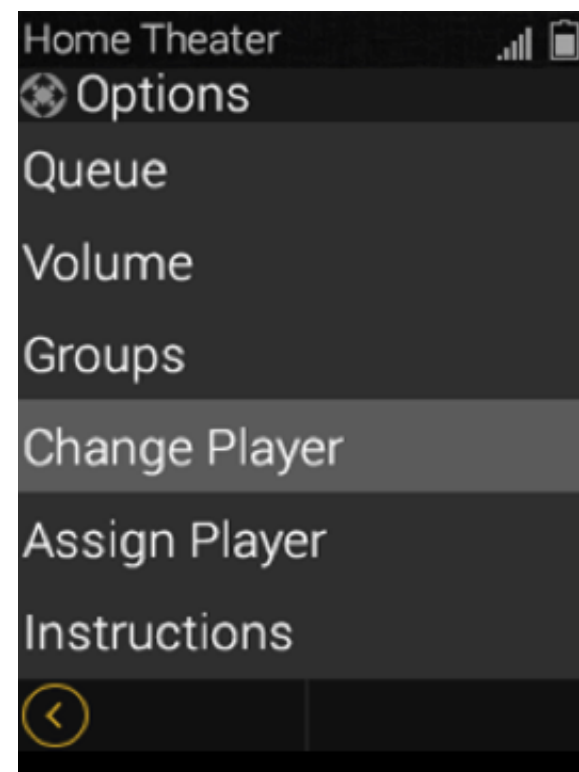 Home Theater
Options
Queue
Volume
Groups
Change Player
Assign Player
Instructions